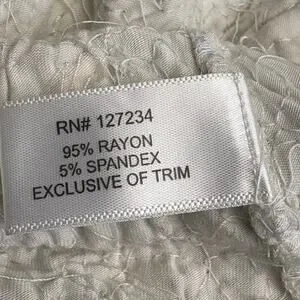 RN# 127234
95% RAYON
5% SPANDEX
EXCLUSIVE OF TRIM